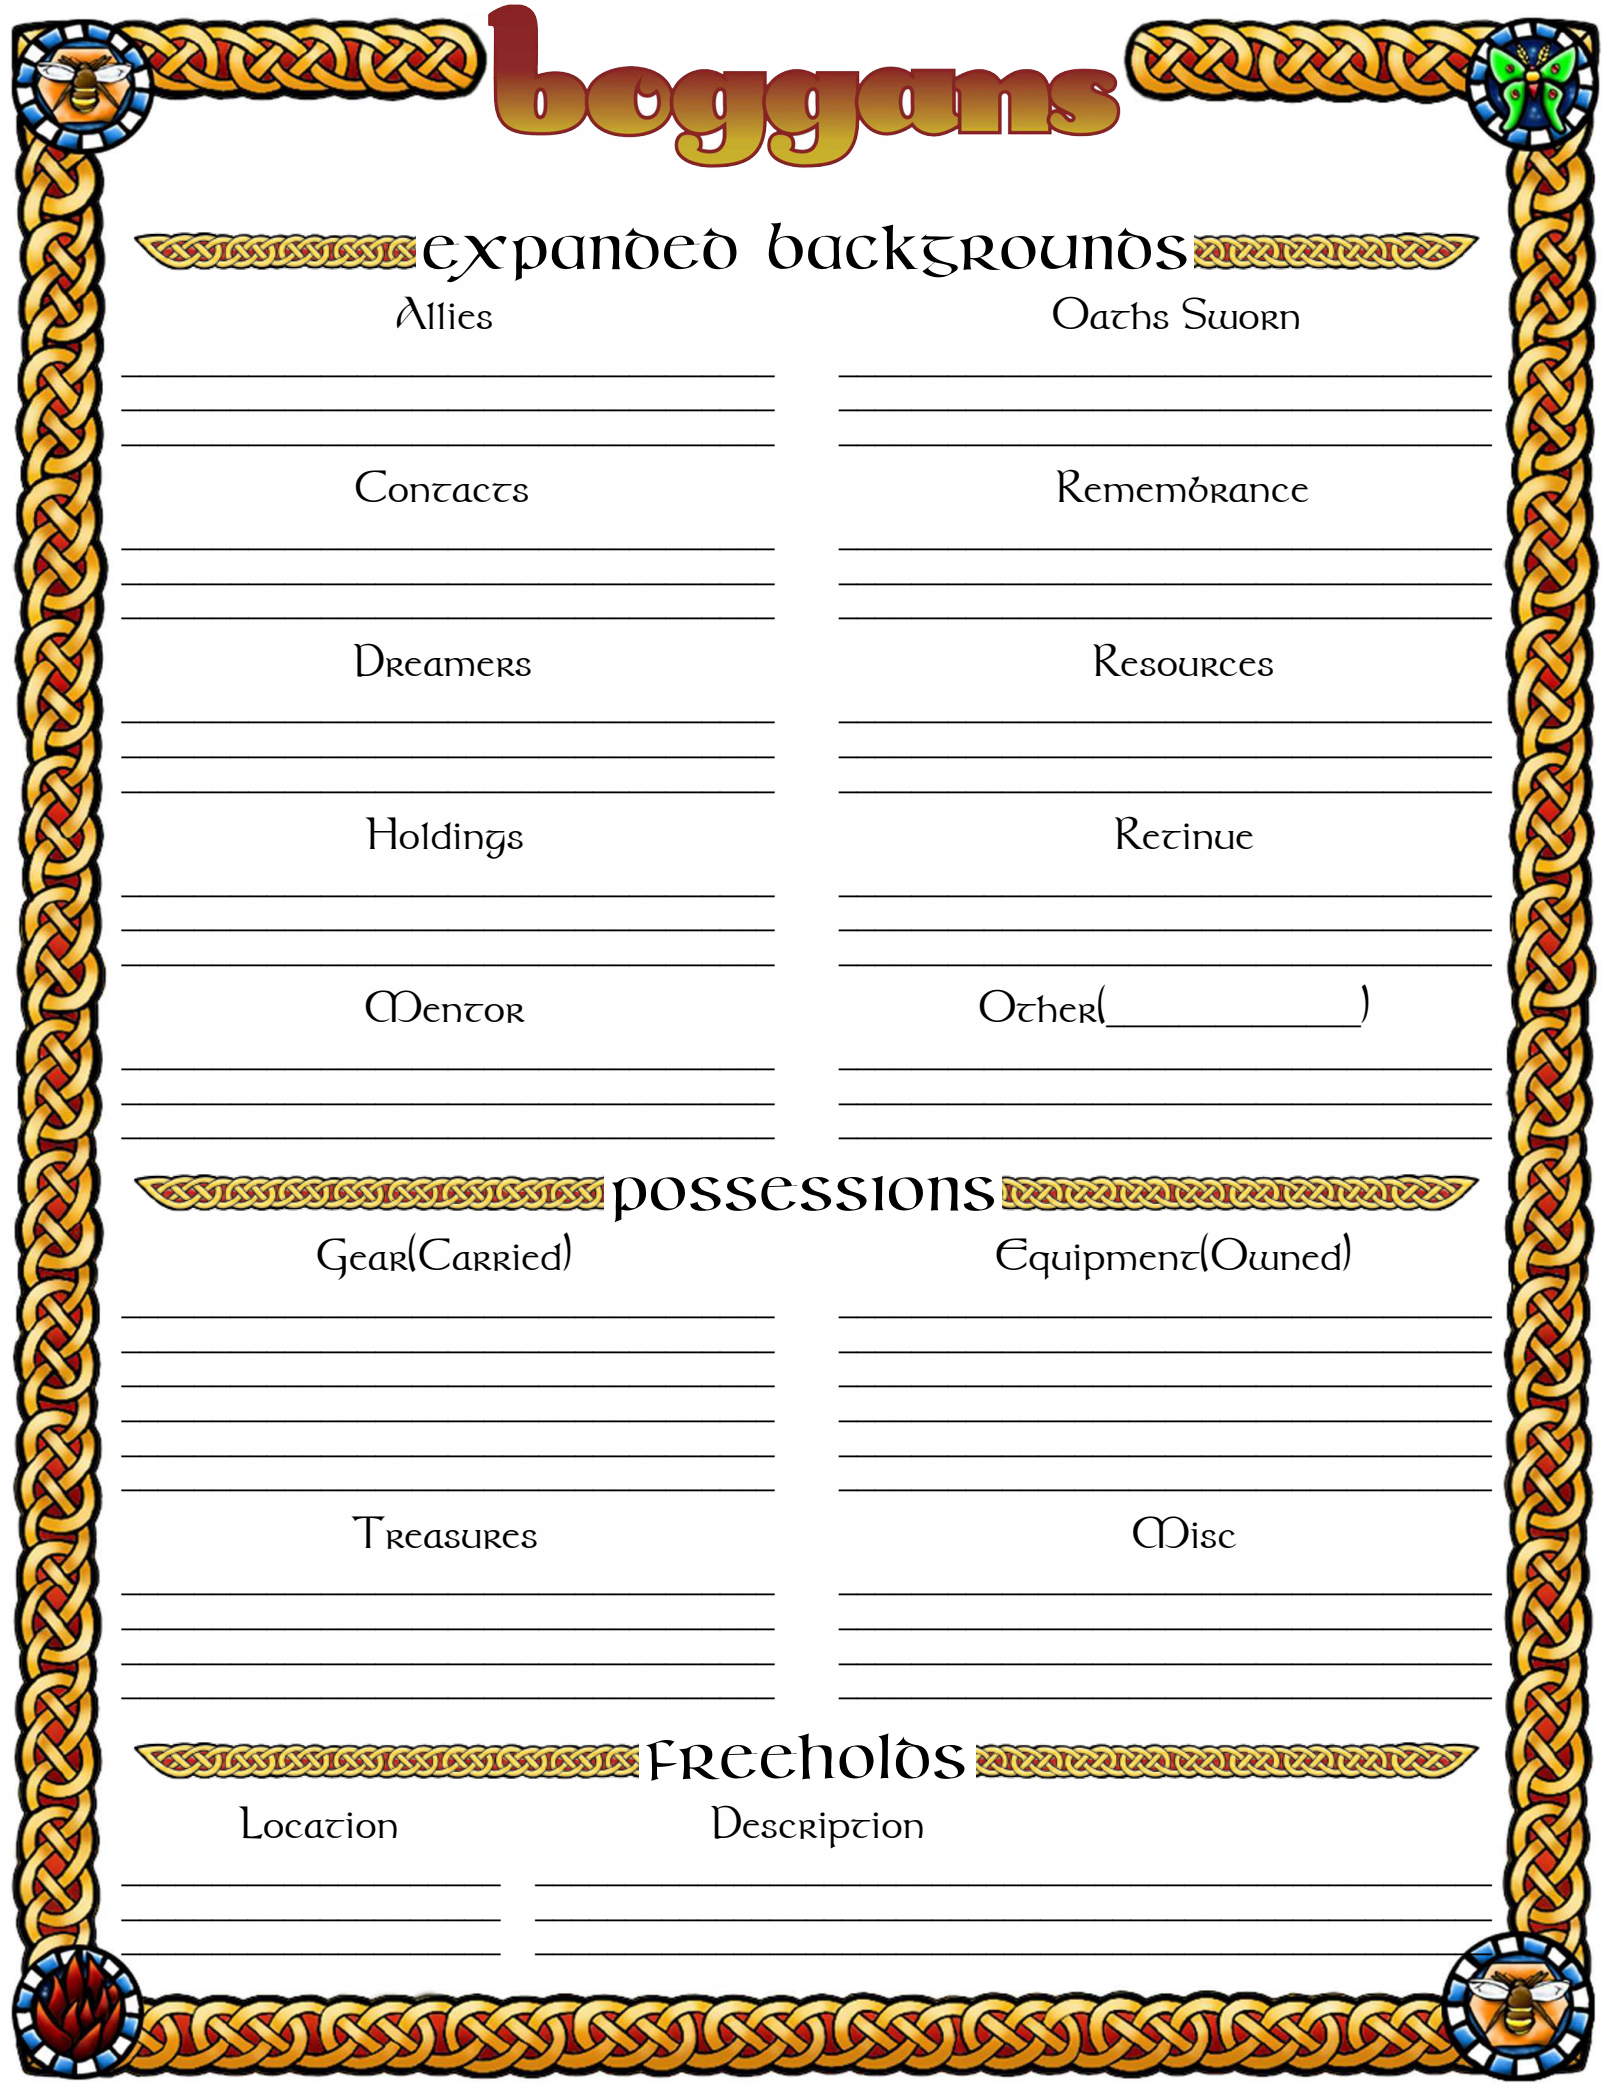 boggans
expanded backgrounds
Allies Oaths Sworn
Contacts Remembrance
Dreamers Resources
Holdings Retinue
Mentor Other(______________)
possessions
Gear(Carried) Equipment(Owned)
Treasures Misc
freeholds
Location Description